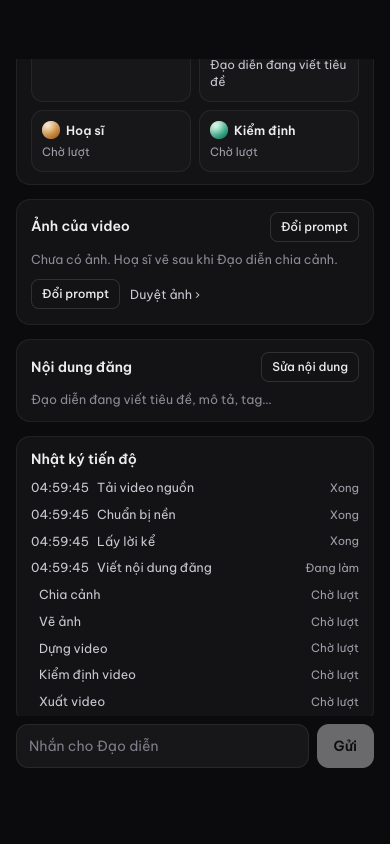 Đạo diễn đang viết tiêu
đề
Hoạ sĩ
Chờ lượt
Kiểm định
Chờ lượt
Ảnh của video
Đổi prompt
Chưa có ảnh. Hoạ sĩ vẽ sau khi Đạo diễn chia cảnh.
Đổi prompt
Duyệt ảnh ›
Nội dung đăng
Sửa nội dung
Đạo diễn đang viết tiêu đề, mô tả, tag…
Nhật ký tiến độ
04:59:45 Tải video nguồn Xong
04:59:45 Chuẩn bị nền Xong
04:59:45 Lấy lời kể Xong
04:59:45 Viết nội dung đăng Đang làm
Chia cảnh Chờ lượt
Vẽ ảnh Chờ lượt
Dựng video Chờ lượt
Kiểm định video Chờ lượt
Xuất video Chờ lượt
Nhắn cho Đạo diễn
Gửi